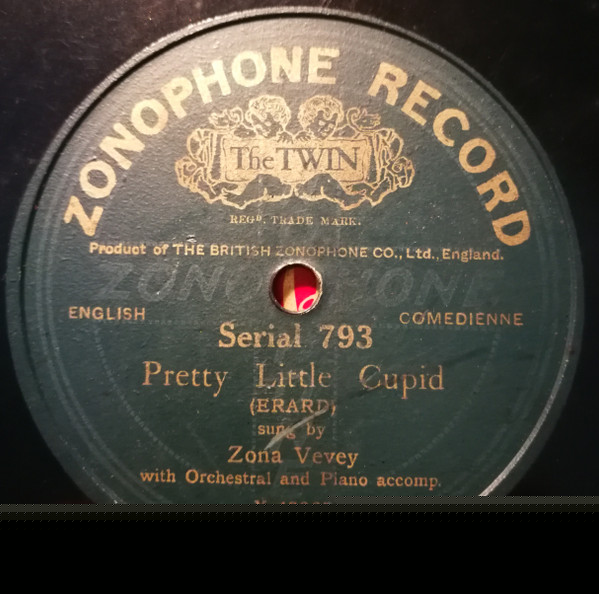 ZONOPHONE RECORD
The TWIN
REGD. TRADE MARK.
Product of THE BRITISH ZONOPHONE CO., Ltd., England.
ZONOPHONE
ENGLISH COMEDIENNE
Serial 793
Pretty Little Cupid
(ERARD)
sung by
Zona Vevey
with Orchestral and Piano accomp.